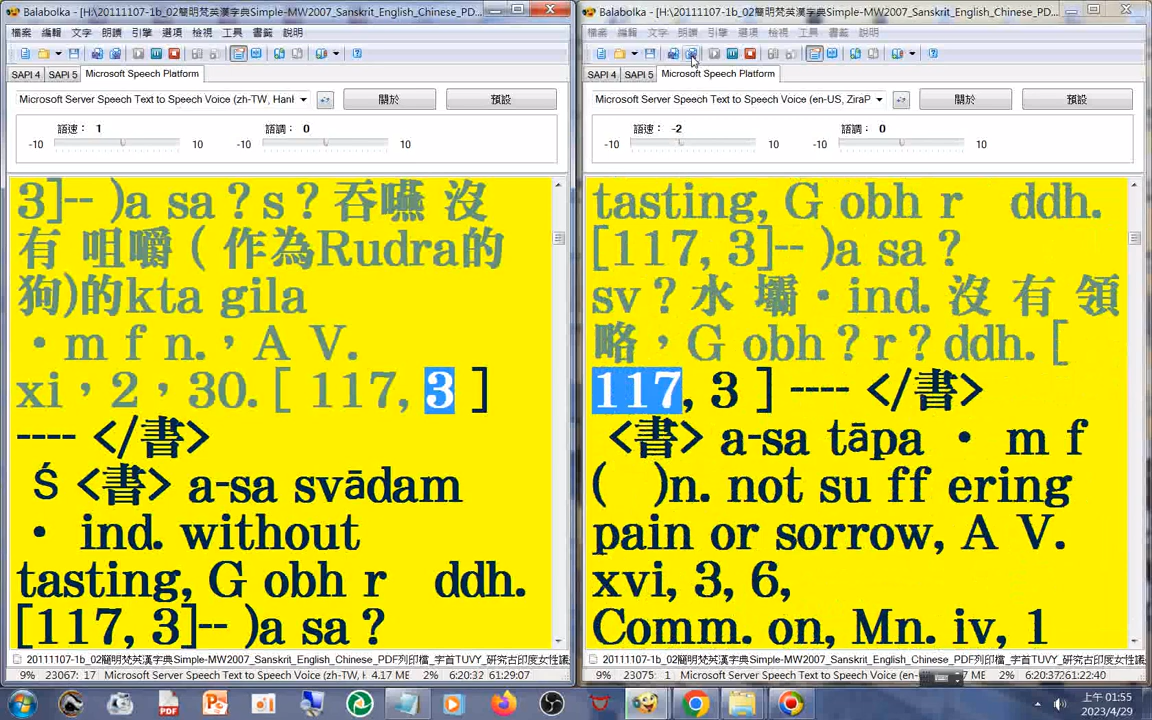 Balabolka - [H:\20111107-1b_02簡明梵英漢字典Simple-MW2007_Sanskrit_English_Chinese_PD...
檔案 編輯 文字 朗讀 引擎 選項 檢視 工具 書籤 說明
SAPI 4 SAPI 5 Microsoft Speech Platform
Microsoft Server Speech Text to Speech Voice (zh-TW, Hanl 關於 預設
語速： 1 語調： 0
-10 10 -10 10
3]-- )a sa？s？吞嚥 沒
有 咀嚼（作為Rudra的
狗)的kta gila
・m f n.，A V.
xi，2，30. [ 117, 3 ]
---- </書>
Ś <書> a-sa svādam
• ind. without
tasting, G obh r ddh.
[117, 3]-- )a sa？
20111107-1b_02簡明梵英漢字典Simple-MW2007_Sanskrit_English_Chinese_PDF列印檔_字首TUVY_研究古印度女性議
9% 23067: 17 Microsoft Server Speech Text to Speech Voice (zh-TW, H 4.17 ME 2% 6:20:32 61:29:07
Balabolka - [H:\20111107-1b_02簡明梵英漢字典Simple-MW2007_Sanskrit_English_Chinese_PDF...
檔案 編輯 文字 朗讀 引擎 選項 檢視 工具 書籤 說明
SAPI 4 SAPI 5 Microsoft Speech Platform
Microsoft Server Speech Text to Speech Voice (en-US, ZiraP 關於 預設
語速： -2 語調： 0
-10 10 -10 10
tasting, G obh r ddh.
[117, 3]-- )a sa？
sv？水 壩・ind. 沒 有 領
略，G obh？r？ddh. [
117, 3 ] ---- </書>
<書> a-sa tāpa • m f
( )n. not su ff ering
pain or sorrow, A V.
xvi, 3, 6,
Comm. on, Mn. iv, 1
20111107-1b_02簡明梵英漢字典Simple-MW2007_Sanskrit_English_Chinese_PDF列印檔_字首TUVY_研究古印度女性議
9% 23075: 1 Microsoft Server Speech Text to Speech Voice (en- 2% 6:20:37 61:22:40
上午 01:55
2023/4/29